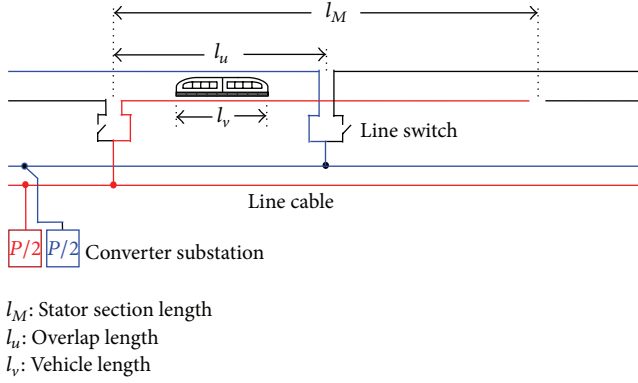 l_M
l_u
l_v
Line switch
Line cable
P/2
P/2
Converter substation
l_M: Stator section length
l_u: Overlap length
l_v: Vehicle length